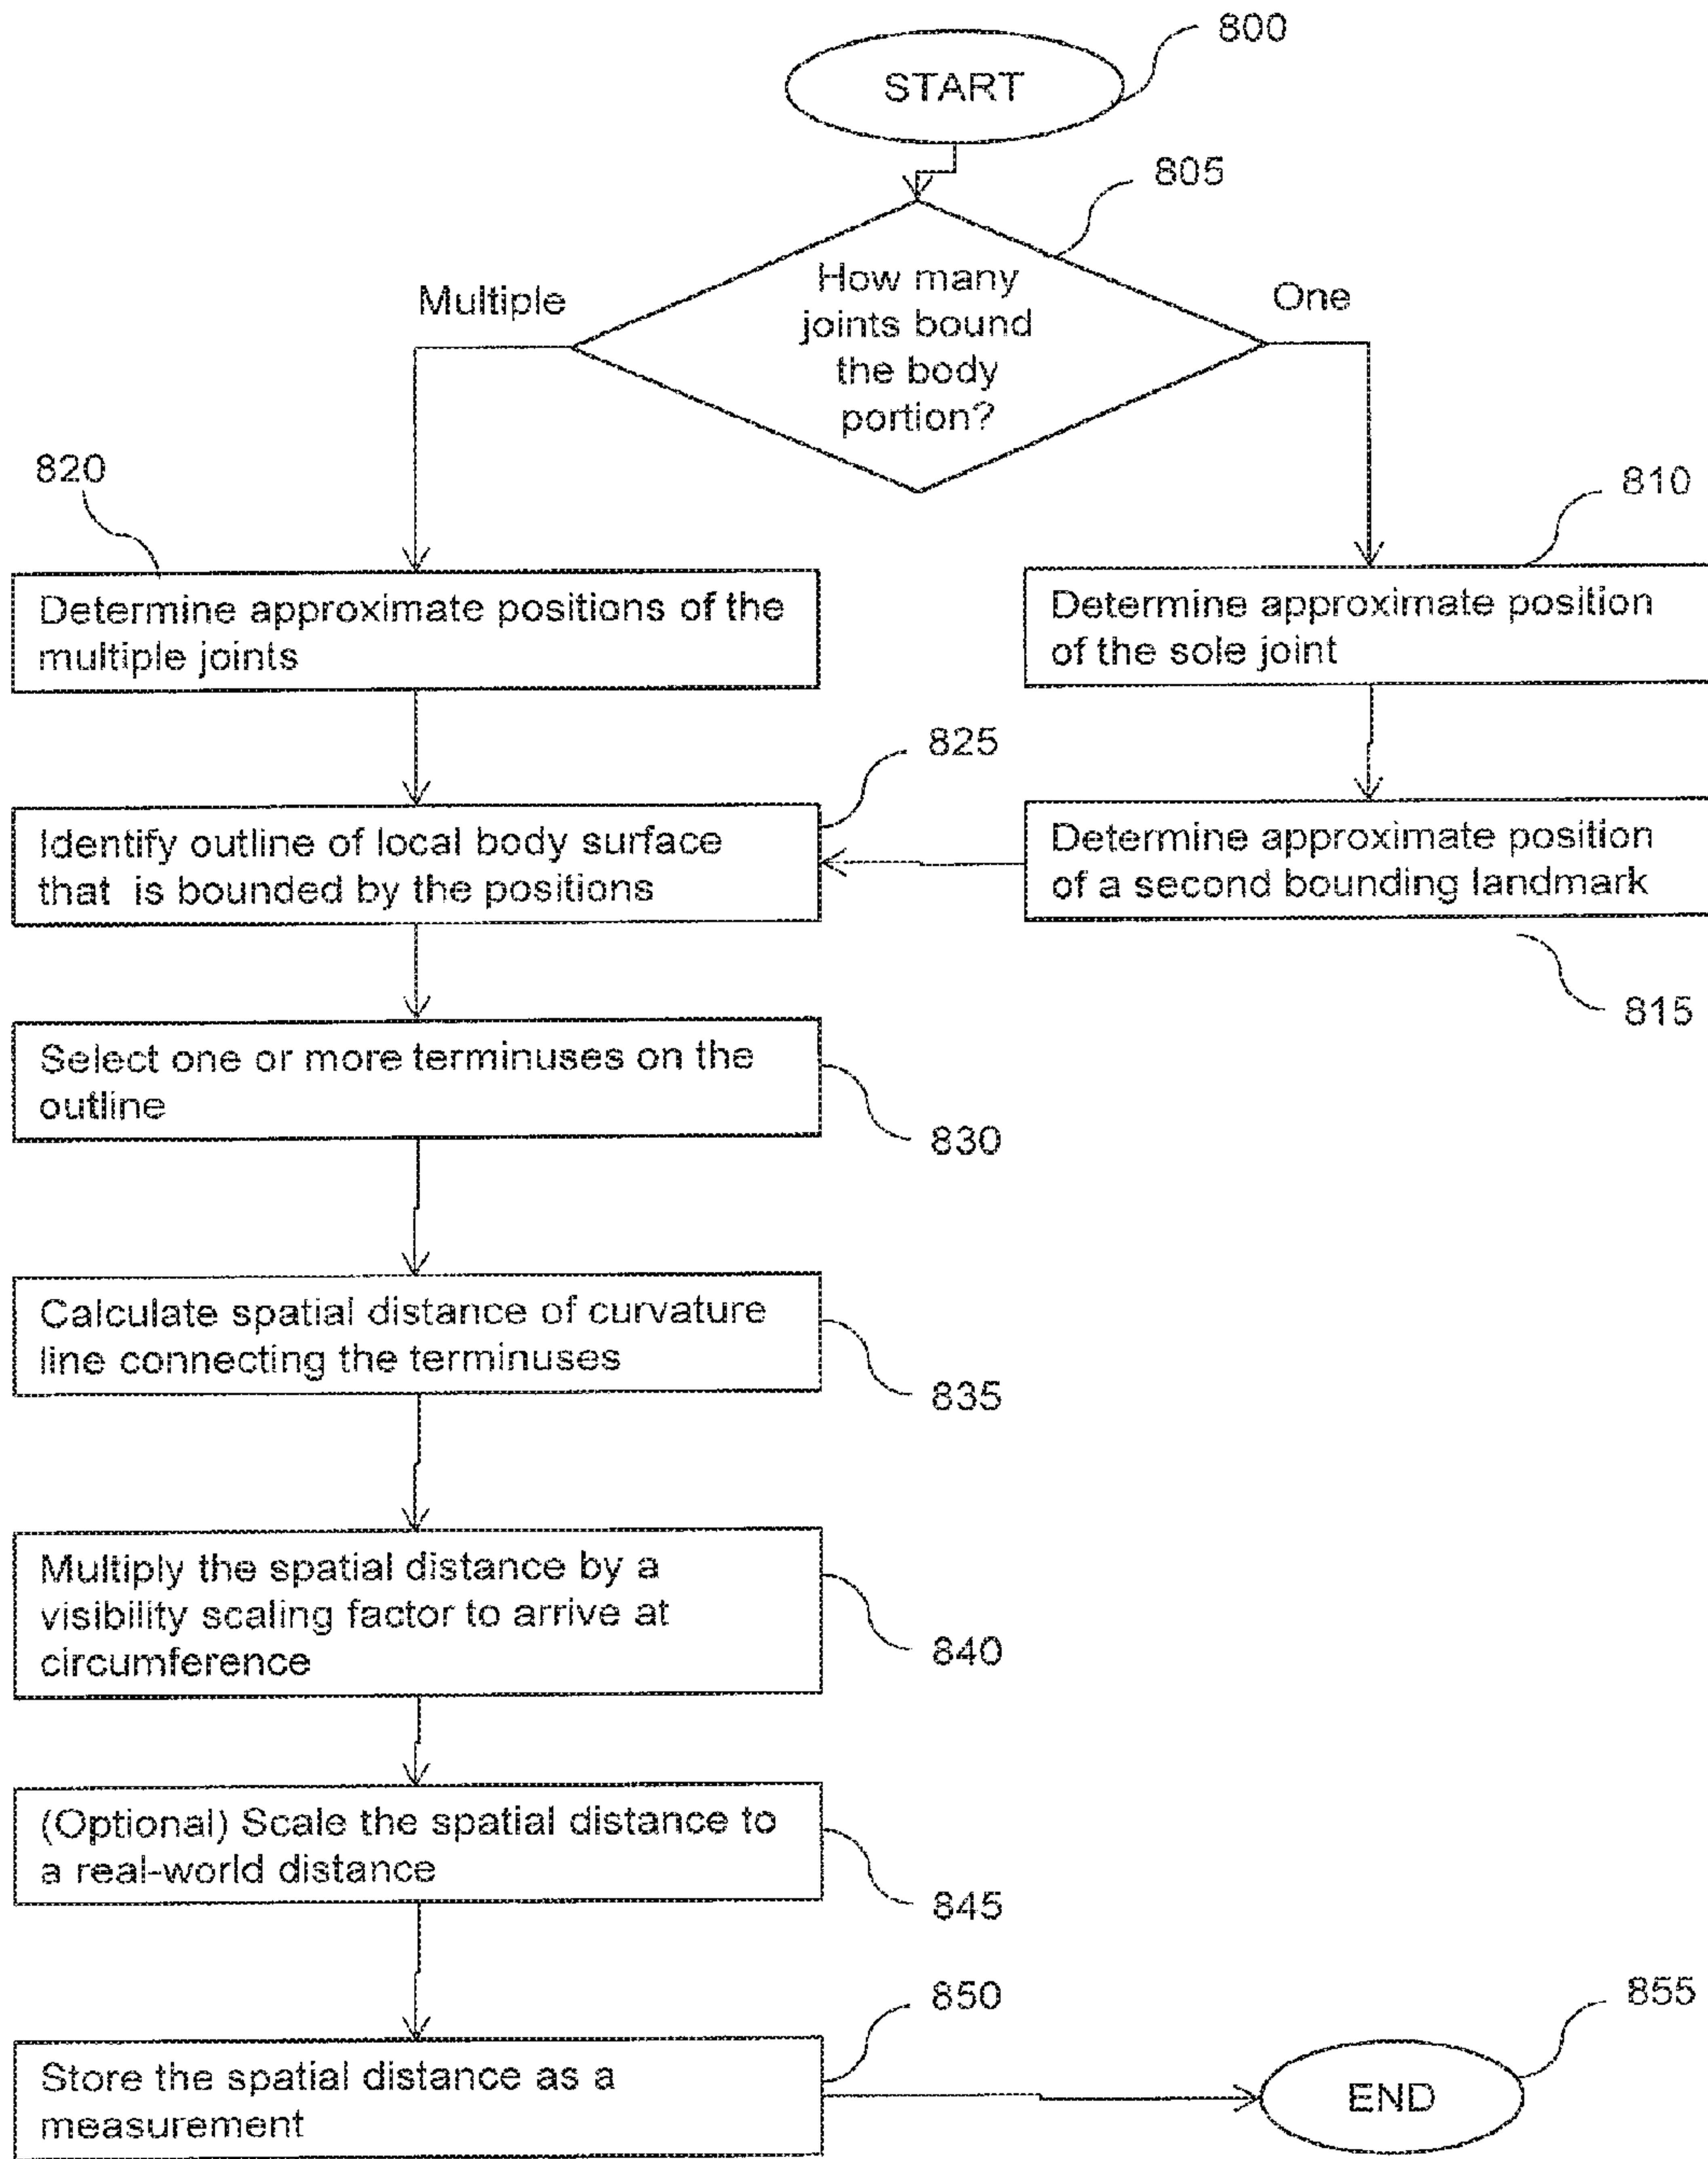 800
START
805
How many
joints bound
the body
portion?
Multiple
One
820
810
Determine approximate positions of the
multiple joints
Determine approximate position
of the sole joint
825
Identify outline of local body surface
that is bounded by the positions
Determine approximate position
of a second bounding landmark
815
Select one or more terminuses on the
outline
830
Calculate spatial distance of curvature
line connecting the terminuses
835
Multiply the spatial distance by a
visibility scaling factor to arrive at
circumference
840
(Optional) Scale the spatial distance to
a real-world distance
845
850
855
Store the spatial distance as a
measurement
END